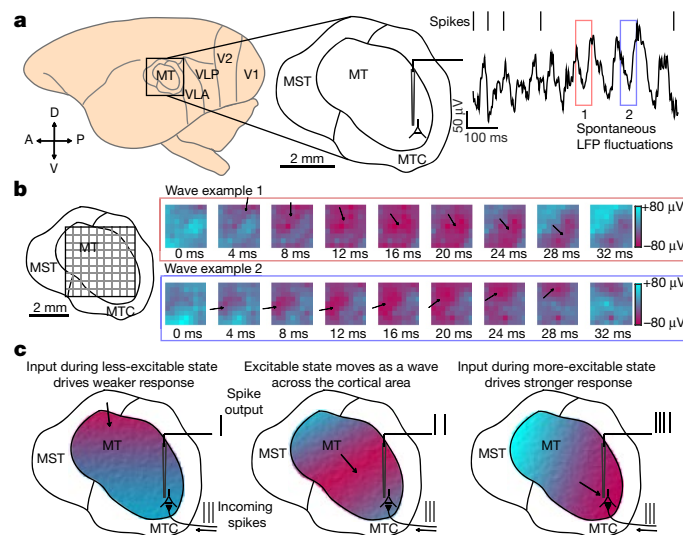 a
Spikes
MT
V2
VLP
V1
VLA
MST
MT
MTC
D
A P
V
2 mm
50 µV
100 ms
1 2
Spontaneous
LFP fluctuations
b
MT
MST
MTC
2 mm
Wave example 1
+80 µV
−80 µV
0 ms 4 ms 8 ms 12 ms 16 ms 20 ms 24 ms 28 ms 32 ms
Wave example 2
+80 µV
−80 µV
0 ms 4 ms 8 ms 12 ms 16 ms 20 ms 24 ms 28 ms 32 ms
c
Input during less-excitable state
drives weaker response
Excitable state moves as a wave
across the cortical area
Input during more-excitable state
drives stronger response
Spike
output
MT
MST
MTC
Incoming
spikes
MT
MST
MTC
MT
MST
MTC